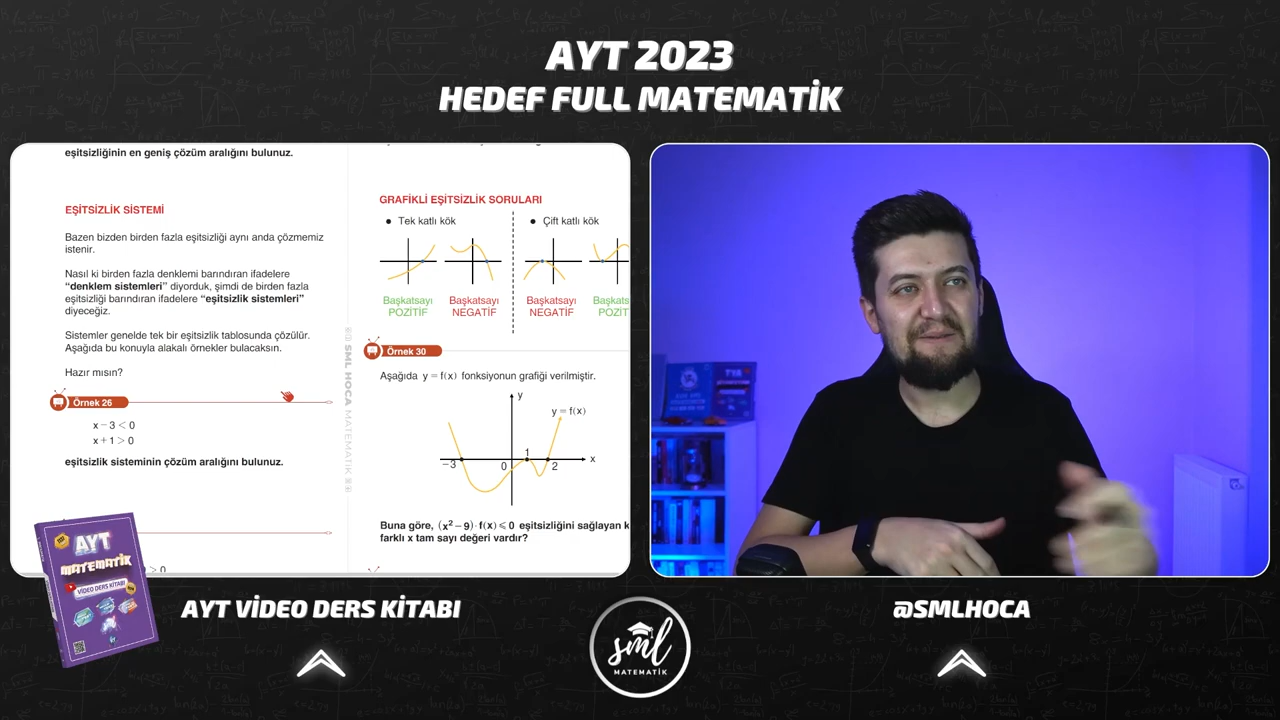 AYT 2023
HEDEF FULL MATEMATİK
eşitsizliğinin en geniş çözüm aralığını bulunuz.
EŞİTSİZLİK SİSTEMİ
Bazen bizden birden fazla eşitsizliği aynı anda çözmemiz
istenir.
Nasıl ki birden fazla denklemi barındıran ifadelere
“denklem sistemleri” diyorduk, şimdi de birden fazla
eşitsizliği barındıran ifadelere “eşitsizlik sistemleri”
diyeceğiz.
Sistemler genelde tek bir eşitsizlik tablosunda çözülür.
Aşağıda bu konuyla alakalı örnekler bulacaksın.
Hazır mısın?
Örnek 26
x − 3 < 0
x + 1 > 0
eşitsizlik sisteminin çözüm aralığını bulunuz.
> 0
SML HOCA MATEMATİK
GRAFİKLİ EŞİTSİZLİK SORULARI
• Tek katlı kök
• Çift katlı kök
Başkatsayı
POZİTİF
Başkatsayı
NEGATİF
Başkatsayı
NEGATİF
Başkats
POZİT
Örnek 30
Aşağıda y = f(x) fonksiyonun grafiği verilmiştir.
y
y = f(x)
−3
0
1
2
x
Buna göre, (x² − 9) · f(x) ⩽ 0 eşitsizliğini sağlayan k
farklı x tam sayı değeri vardır?
AYT
MATEMATİK
VİDEO DERS KİTABI
AYT VİDEO DERS KİTABI
sml
MATEMATİK
@SMLHOCA